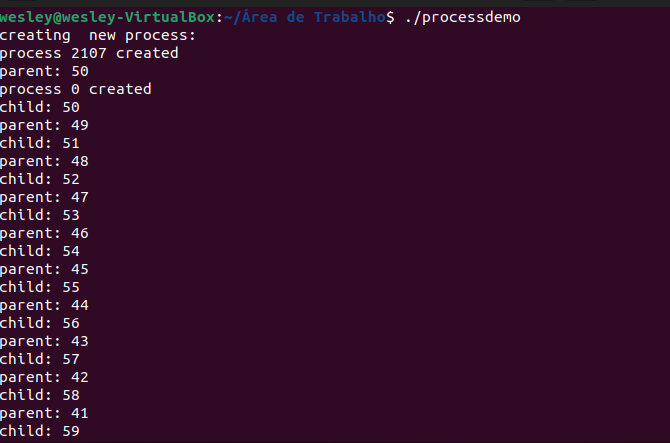 wesley@wesley-VirtualBox:~/Área de Trabalho$ ./processdemo
creating  new process:
process 2107 created
parent: 50
process 0 created
child: 50
parent: 49
child: 51
parent: 48
child: 52
parent: 47
child: 53
parent: 46
child: 54
parent: 45
child: 55
parent: 44
child: 56
parent: 43
child: 57
parent: 42
child: 58
parent: 41
child: 59